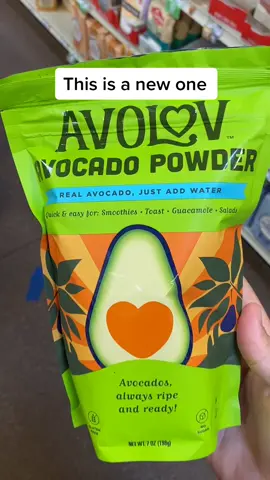 This is a new one
AVOLOV™
AVOCADO POWDER
REAL AVOCADO, JUST ADD WATER
Quick & easy for: Smoothies • Toast • Guacamole • Salads
Avocados,
always ripe
and ready!
NET WT 7 OZ (198g)